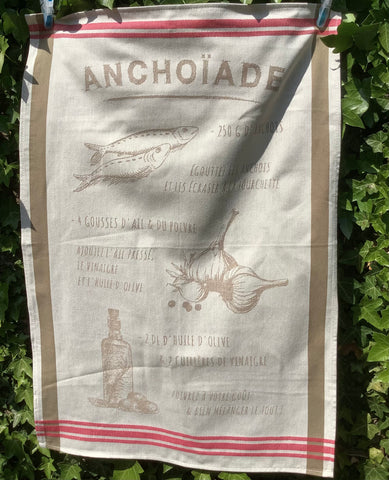 ANCHOÏADE
- 250 G D'ANCHOIS
ÉGOUTTEZ LES ANCHOIS
ET LES ÉCRASER À LA FOURCHETTE
- 4 GOUSSES D'AIL & DU POIVRE
AJOUTEZ L'AIL PRESSÉ,
LE VINAIGRE
ET L'HUILE D'OLIVE
- 2 DL D'HUILE D'OLIVE
& 2 CUILLÈRES DE VINAIGRE
POIVREZ À VOTRE GOÛT
& BIEN MÉLANGER LE TOUT !